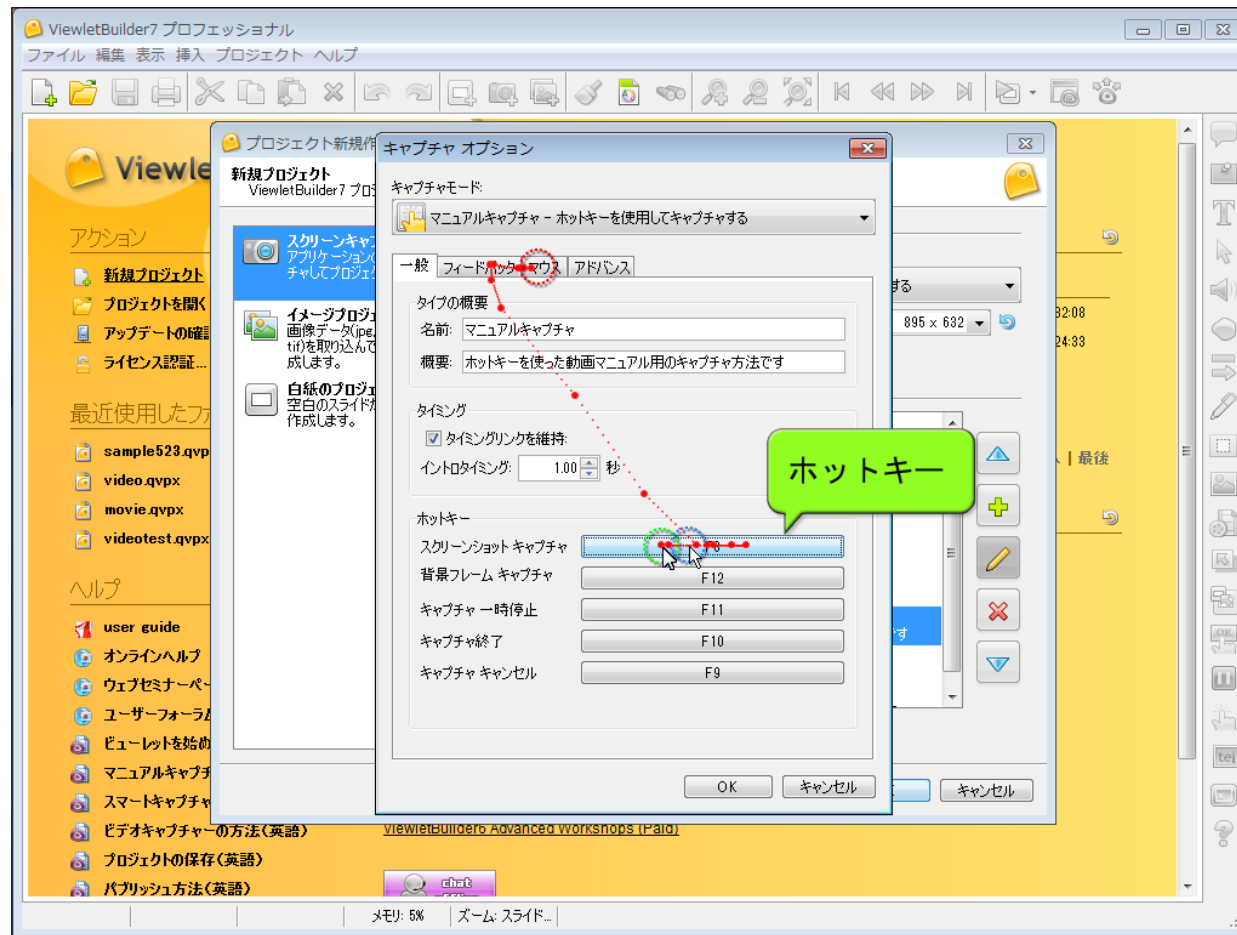 ViewletBuilder7 プロフェッショナル
ファイル 編集 表示 挿入 プロジェクト ヘルプ
プロジェクト新規作
キャプチャ オプション
Viewle
新規プロジェクト
ViewletBuilder7 プロ
キャプチャモード:
マニュアルキャプチャ - ホットキーを使用してキャプチャする
アクション
新規プロジェクト
プロジェクトを開く
アップデートの確認
ライセンス認証...
スクリーンキャプ
アプリケーションの
チャしてプロジェク
イメージプロジェ
画像データ(jpg,
tif)を取り込んで
成します。
白紙のプロジェ
空白のスライドか
作成します。
一般 フィードバック マウス アドバンス
する
895 x 632
32:08
24:33
タイプの概要
名前: マニュアルキャプチャ
概要: ホットキーを使った動画マニュアル用のキャプチャ方法です
最近使用したファ
sample523.qvp
video.qvpx
movie.qvpx
videotest.qvpx
タイミング
タイミングリンクを維持:
イントロタイミング: 1.00 秒
ホットキー
| 最後
ホットキー
スクリーンショット キャプチャ
背景フレーム キャプチャ F12
キャプチャ 一時停止 F11
キャプチャ終了 F10
キャプチャ キャンセル F9
です
ヘルプ
user guide
オンラインヘルプ
ウェブセミナーペー
ユーザーフォーラム
ビューレットを始め
マニュアルキャプチ
スマートキャプチャ
ビデオキャプチャーの方法(英語)
プロジェクトの保存(英語)
パブリッシュ方法(英語)
OK キャンセル
キャンセル
ViewletBuilder6 Advanced Workshops (Paid)
chat
メモリ: 5% ズーム: スライド...
T
OK
te